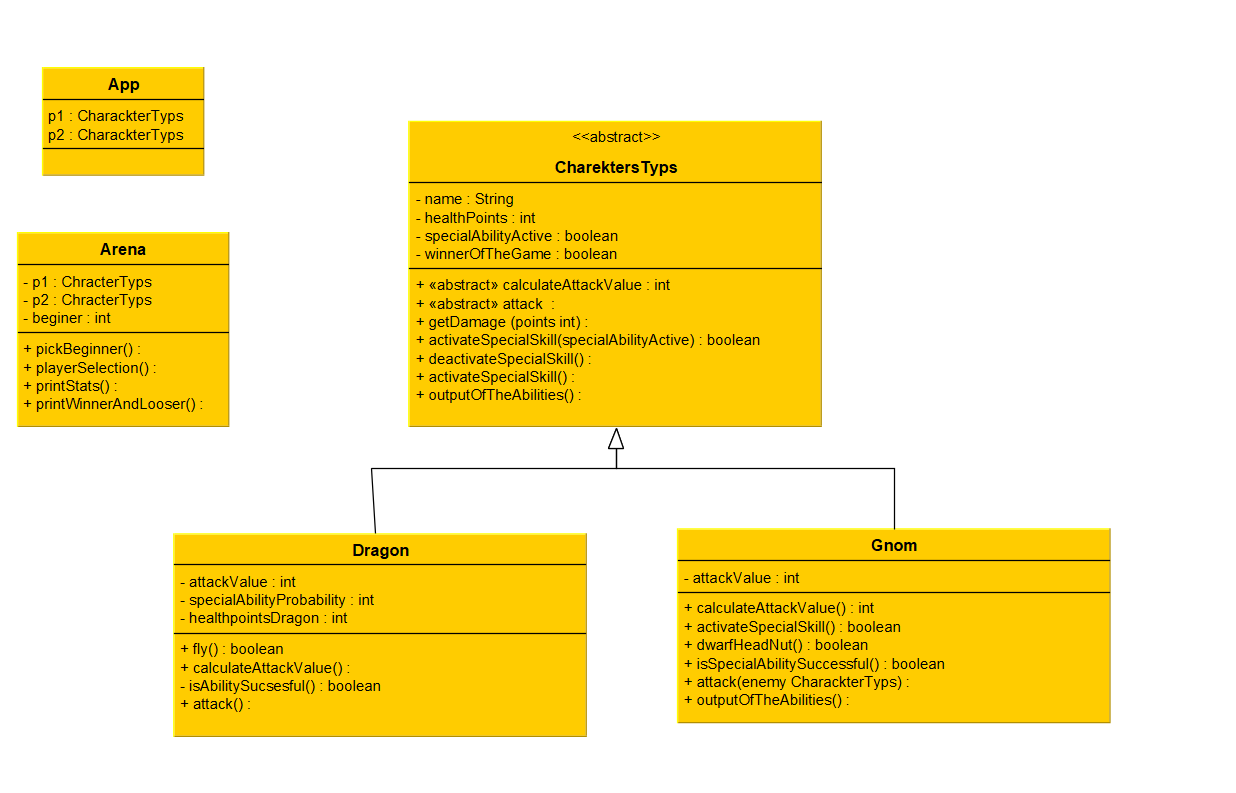 App
p1 : CharackterTyps
p2 : CharackterTyps
<<abstract>>
CharektersTyps
- name : String
- healthPoints : int
- specialAbilityActive : boolean
- winnerOfTheGame : boolean
+ «abstract» calculateAttackValue : int
+ «abstract» attack :
+ getDamage (points int) :
+ activateSpecialSkill(specialAbilityActive) : boolean
+ deactivateSpecialSkill() :
+ activateSpecialSkill() :
+ outputOfTheAbilities() :
Arena
- p1 : ChracterTyps
- p2 : ChracterTyps
- beginer : int
+ pickBeginner() :
+ playerSelection() :
+ printStats() :
+ printWinnerAndLooser() :
Dragon
- attackValue : int
- specialAbilityProbability : int
- healthpointsDragon : int
+ fly() : boolean
+ calculateAttackValue() :
- isAbilitySucsesful() : boolean
+ attack() :
Gnom
- attackValue : int
+ calculateAttackValue() : int
+ activateSpecialSkill() : boolean
+ dwarfHeadNut() : boolean
+ isSpecialAbilitySuccessful() : boolean
+ attack(enemy CharackterTyps) :
+ outputOfTheAbilities() :